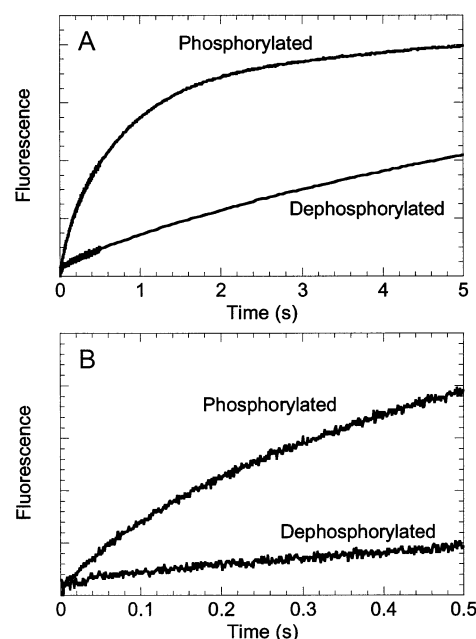 A
Phosphorylated
Dephosphorylated
Fluorescence
0 1 2 3 4 5
Time (s)
B
Phosphorylated
Dephosphorylated
Fluorescence
0 0.1 0.2 0.3 0.4 0.5
Time (s)